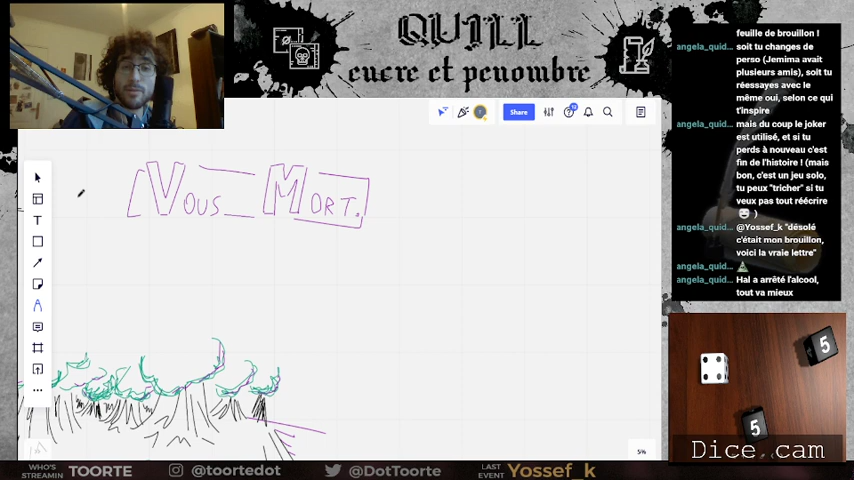 QUILL
encre et penombre
Share
VOUS MORT.
5%
feuille de brouillon !
angela_quid... soit tu changes de
perso (Jemima avait
plusieurs amis), soit tu
réessayes avec le
même oui, selon ce qui
t'inspire
angela_quid... mais du coup le joker
est utilisé, et si tu
perds à nouveau c'est
fin de l'histoire ! (mais
bon, c'est un jeu solo,
tu peux "tricher" si tu
veux pas tout réécrire
)
angela_quid... @Yossef_k "désolé
c'était mon brouillon,
voici la vraie lettre"
angela_quid...
angela_quid... Hal a arrêté l'alcool,
tout va mieux
5
5
Dice.cam
WHO'S
STREAMIN
TOORTE
@toortedot
@DotToorte
LAST
EVENT
Yossef_k